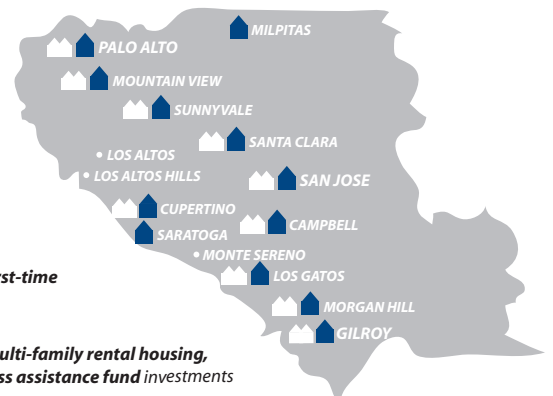 MILPITAS
PALO ALTO
MOUNTAIN VIEW
SUNNYVALE
SANTA CLARA
• LOS ALTOS
• LOS ALTOS HILLS
SAN JOSE
CUPERTINO
CAMPBELL
SARATOGA
• MONTE SERENO
LOS GATOS
rst-time
MORGAN HILL
GILROY
ulti-family rental housing,
ss assistance fund investments